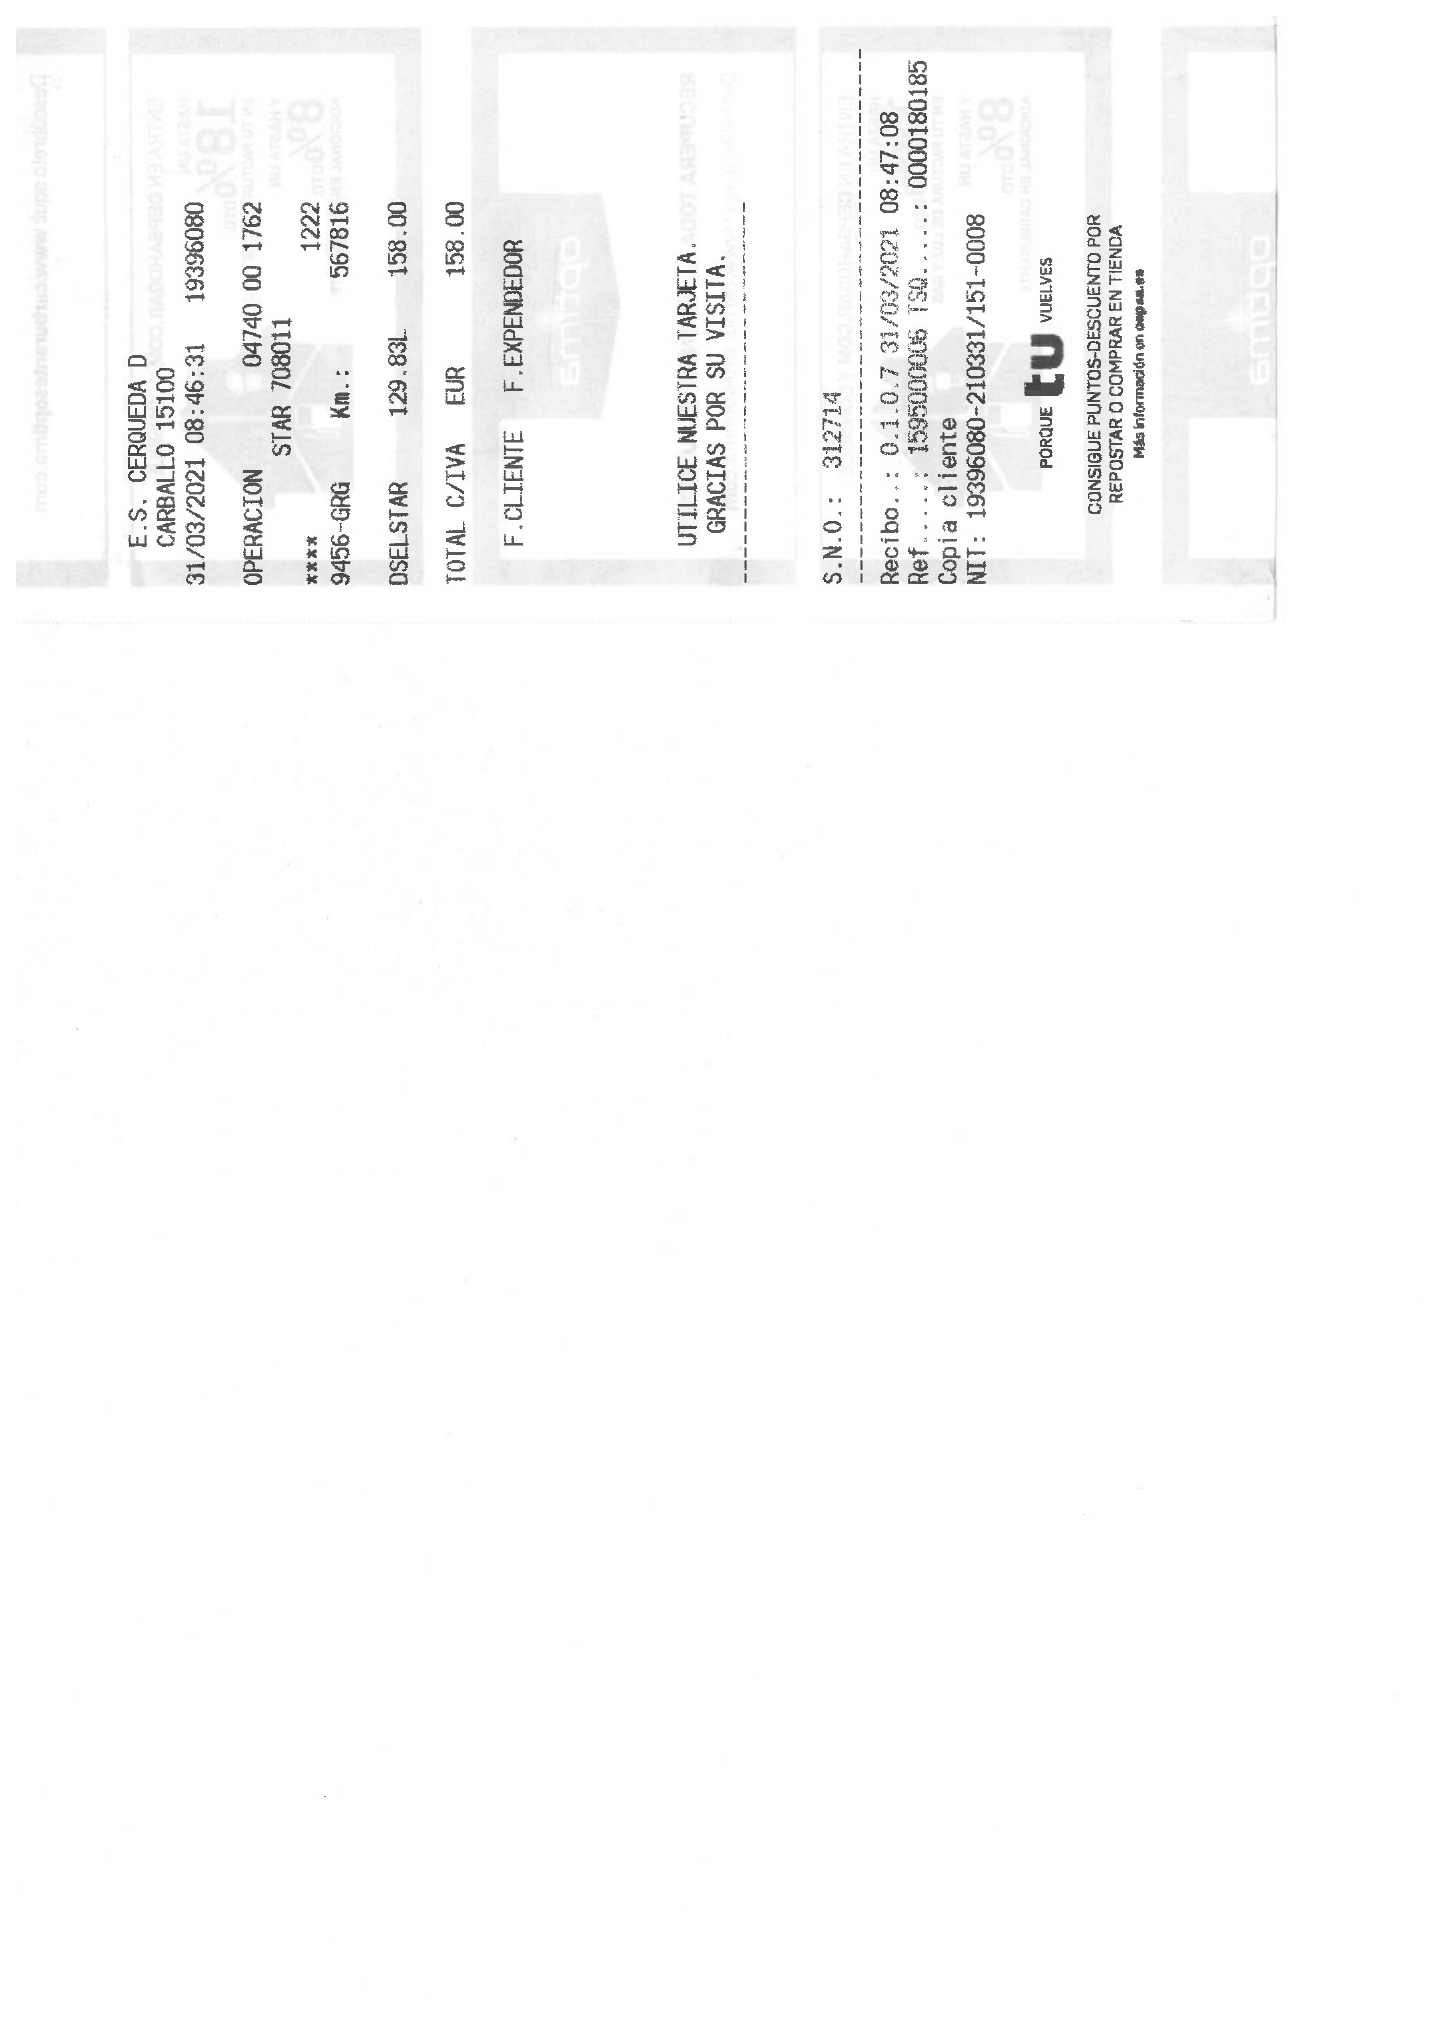 E.S. CERQUEDA D
CARBALLO 15100
31/03/2021 08:46:31 19396080
OPERACION 04740 00 1762
STAR 708011
**** 1222
9456-GRG Km.: 567816
DSELSTAR 129.83L 158.00
TOTAL C/IVA EUR 158.00
F.CLIENTE F.EXPENDEDOR
UTILICE NUESTRA TARJETA.
GRACIAS POR SU VISITA.
S.N.O.: 312714
Recibo..: 0.1.0.7 31/03/2021 08:47:08
Ref.....: 1595000006 TSQ.....: 0000180185
Copia cliente
NIT: 19396080-210331/151-0008
PORQUE tu VUELVES
CONSIGUE PUNTOS-DESCUENTO POR
REPOSTAR O COMPRAR EN TIENDA
Más información en cepsa.es